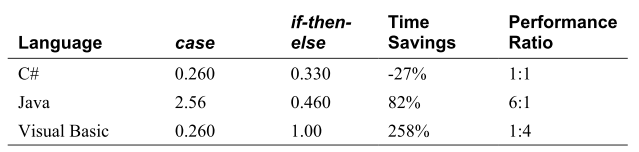 if-then- Time Performance
Language case else Savings Ratio
C# 0.260 0.330 -27% 1:1
Java 2.56 0.460 82% 6:1
Visual Basic 0.260 1.00 258% 1:4